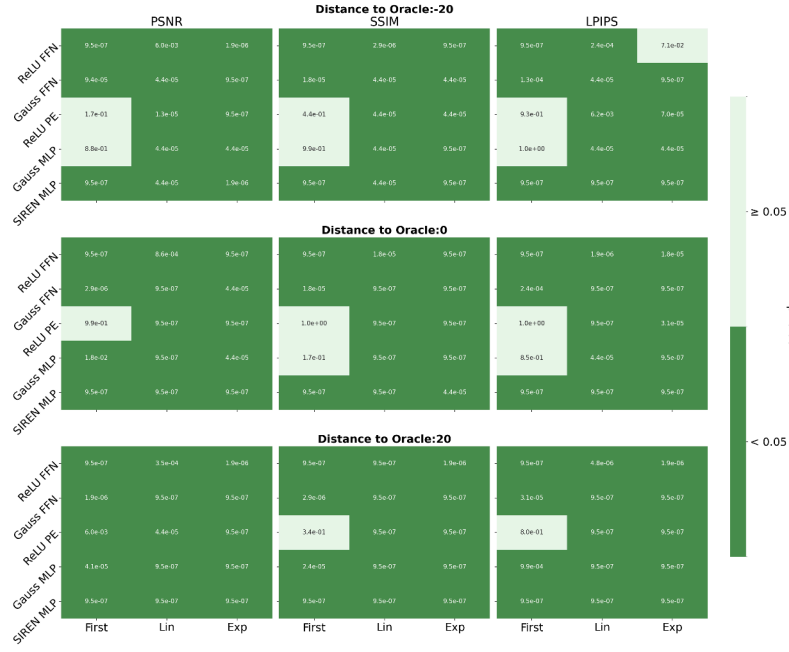 Distance to Oracle:-20
PSNR SSIM LPIPS
ReLU FFN 9.5e-07 6.0e-03 1.9e-06 9.5e-07 2.9e-06 9.5e-07 9.5e-07 2.4e-04 7.1e-02
Gauss FFN 9.4e-05 4.4e-05 9.5e-07 1.8e-05 4.4e-05 4.4e-05 1.3e-04 4.4e-05 9.5e-07
ReLU PE 1.7e-01 1.3e-05 9.5e-07 4.4e-01 4.4e-05 4.4e-05 9.3e-01 6.2e-03 7.0e-05
Gauss MLP 8.8e-01 4.4e-05 4.4e-05 9.9e-01 4.4e-05 9.5e-07 1.0e+00 4.4e-05 4.4e-05
SIREN MLP 9.5e-07 4.4e-05 1.9e-06 9.5e-07 4.4e-05 9.5e-07 9.5e-07 9.5e-07 9.5e-07
≥ 0.05
Distance to Oracle:0
ReLU FFN 9.5e-07 8.6e-04 9.5e-07 9.5e-07 1.8e-05 9.5e-07 9.5e-07 1.9e-06 1.8e-05
Gauss FFN 2.9e-06 9.5e-07 4.4e-05 1.8e-05 9.5e-07 9.5e-07 2.4e-04 9.5e-07 9.5e-07
ReLU PE 9.9e-01 9.5e-07 9.5e-07 1.0e+00 9.5e-07 9.5e-07 1.0e+00 9.5e-07 3.1e-05
Gauss MLP 1.8e-02 9.5e-07 4.4e-05 1.7e-01 9.5e-07 9.5e-07 8.5e-01 4.4e-05 9.5e-07
SIREN MLP 9.5e-07 9.5e-07 9.5e-07 9.5e-07 9.5e-07 4.4e-05 9.5e-07 9.5e-07 9.5e-07
< 0.05
Distance to Oracle:20
ReLU FFN 9.5e-07 3.5e-04 1.9e-06 9.5e-07 9.5e-07 1.9e-06 9.5e-07 4.8e-06 1.9e-06
Gauss FFN 1.9e-06 9.5e-07 9.5e-07 2.9e-06 9.5e-07 9.5e-07 3.1e-05 9.5e-07 9.5e-07
ReLU PE 6.0e-03 4.4e-05 9.5e-07 3.4e-01 9.5e-07 9.5e-07 8.0e-01 9.5e-07 9.5e-07
Gauss MLP 4.1e-05 9.5e-07 9.5e-07 2.4e-05 9.5e-07 9.5e-07 9.9e-04 9.5e-07 9.5e-07
SIREN MLP 9.5e-07 9.5e-07 9.5e-07 9.5e-07 9.5e-07 9.5e-07 9.5e-07 9.5e-07 9.5e-07
First Lin Exp First Lin Exp First Lin Exp